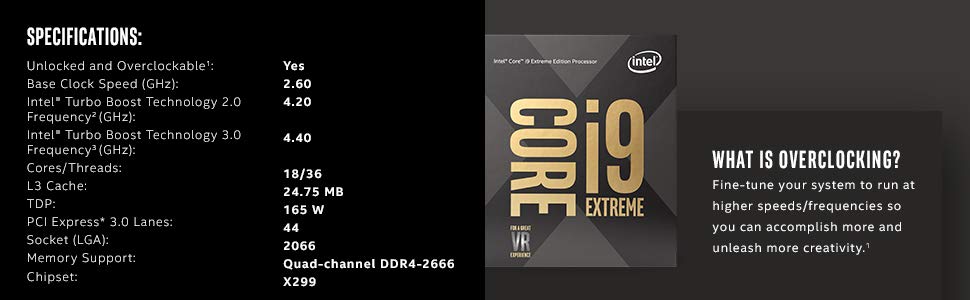 SPECIFICATIONS:
Unlocked and Overclockable¹: Yes
Base Clock Speed (GHz): 2.60
Intel® Turbo Boost Technology 2.0 4.20
Frequency² (GHz):
Intel® Turbo Boost Technology 3.0 4.40
Frequency³ (GHz):
Cores/Threads: 18/36
L3 Cache: 24.75 MB
TDP: 165 W
PCI Express* 3.0 Lanes: 44
Socket (LGA): 2066
Memory Support: Quad-channel DDR4-2666
Chipset: X299
Intel® Core™ i9 Extreme Edition Processor
intel®
CORE
i9
EXTREME
FOR A GREAT
VR
EXPERIENCE
WHAT IS OVERCLOCKING?
Fine-tune your system to run at
higher speeds/frequencies so
you can accomplish more and
unleash more creativity.¹